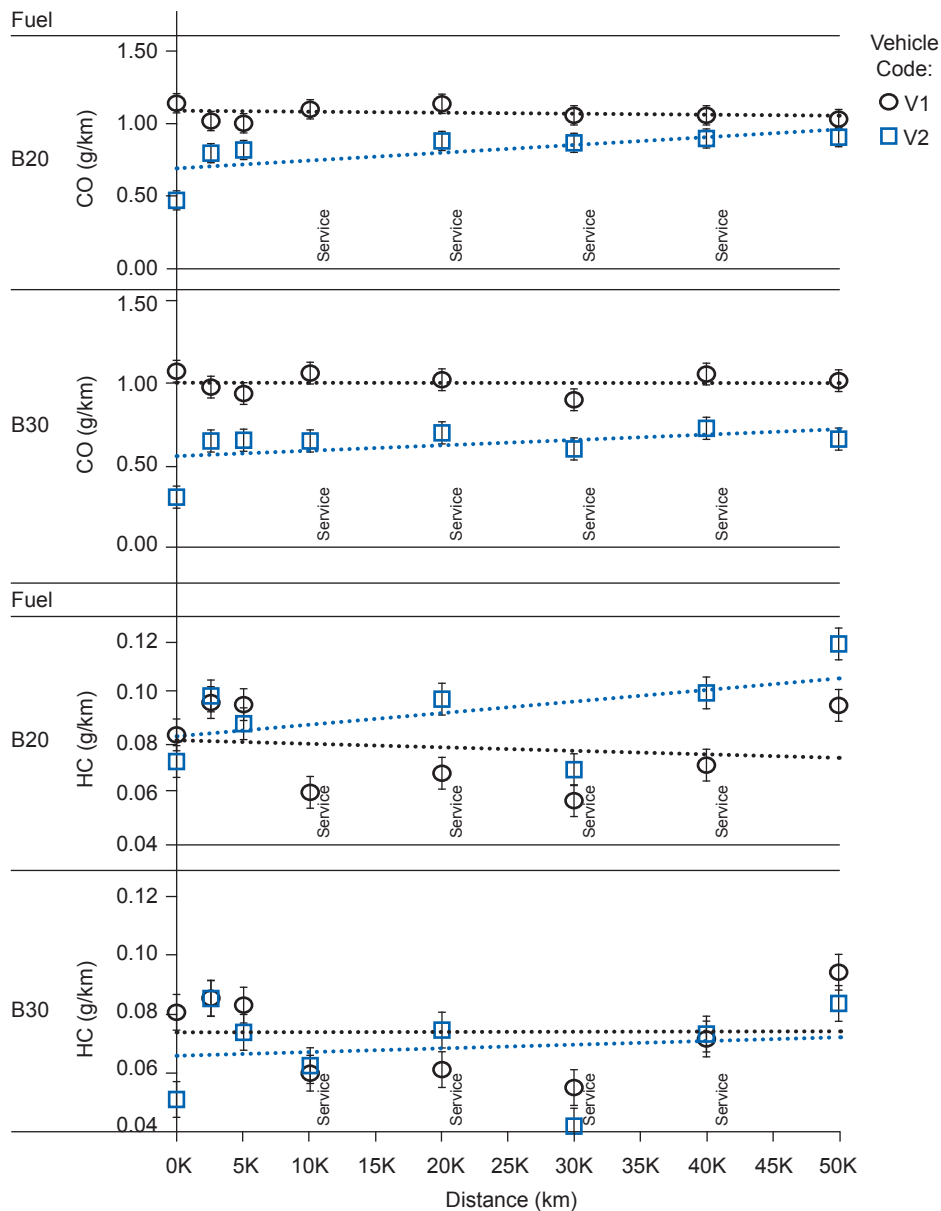 Fuel
Vehicle
Code:
V1
V2
B20
CO (g/km)
1.50
1.00
0.50
0.00
Service
Service
Service
Service
B30
CO (g/km)
1.50
1.00
0.50
0.00
Service
Service
Service
Service
Fuel
B20
HC (g/km)
0.12
0.10
0.08
0.06
0.04
Service
Service
Service
Service
B30
HC (g/km)
0.12
0.10
0.08
0.06
0.04
Service
Service
Service
Service
0K 5K 10K 15K 20K 25K 30K 35K 40K 45K 50K
Distance (km)